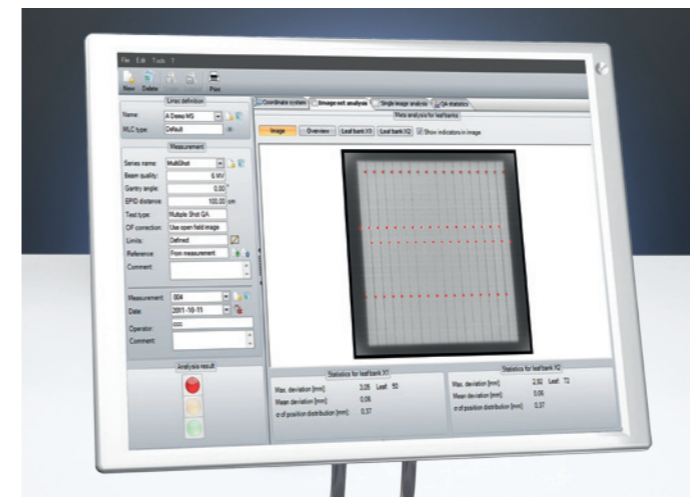 File Edit Tools ?
New Delete Print
Linac definition
Name: A Demo MS
MLC type: Default
Measurement
Series name: MultiShot
Beam quality: 6 MV
Gantry angle: 0.00 °
EPID distance: 100.00 cm
Test type: Multiple Shot QA
OF correction: Use open field image
Limits: Defined
Reference: From measurement
Comment:
Measurement: 004
Date: 2011-10-11
Operator:
Comment:
Analysis result
Coordinate system Image set analysis Single image analysis QA statistics
Meta analysis for leaf banks
Image Overview Leaf bank X1 Leaf bank X2 Show indicators in image
Statistics for leaf bank X1
Max. deviation [mm]: 3.05 Leaf: 50
Mean deviation [mm]: 0.06
σ of position distribution [mm]: 0.37
Statistics for leaf bank X2
Max. deviation [mm]: 2.92 Leaf: 72
Mean deviation [mm]: 0.06
σ of position distribution [mm]: 0.37